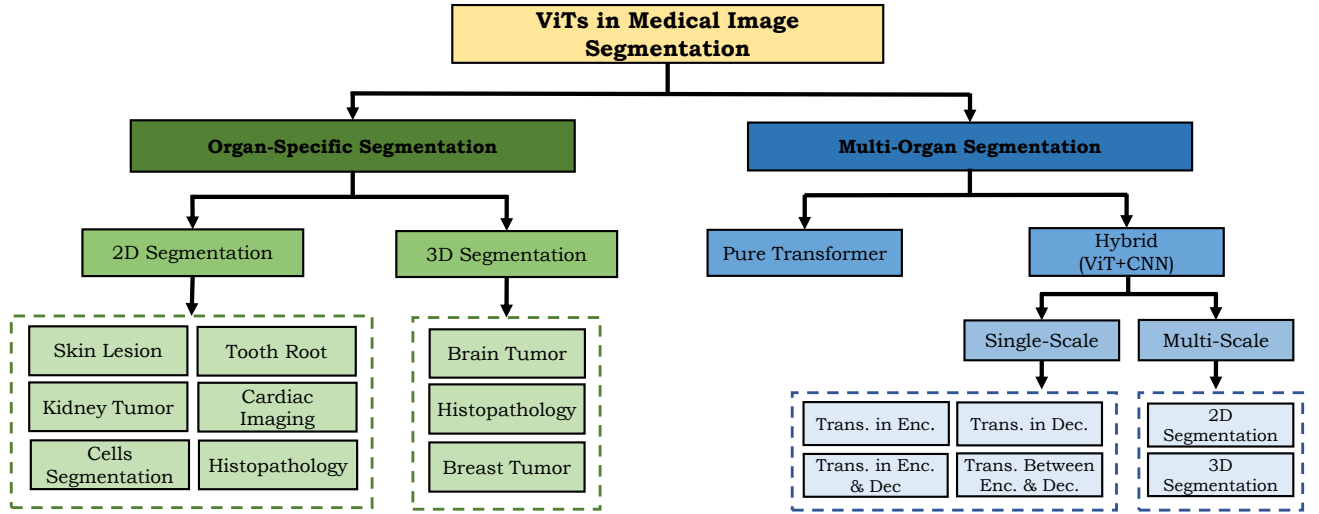 ViTs in Medical Image
Segmentation
Organ-Specific Segmentation
Multi-Organ Segmentation
2D Segmentation
3D Segmentation
Pure Transformer
Hybrid
(ViT+CNN)
Skin Lesion
Tooth Root
Kidney Tumor
Cardiac
Imaging
Cells
Segmentation
Histopathology
Brain Tumor
Histopathology
Breast Tumor
Single-Scale
Multi-Scale
Trans. in Enc.
Trans. in Dec.
Trans. in Enc.
& Dec
Trans. Between
Enc. & Dec.
2D
Segmentation
3D
Segmentation